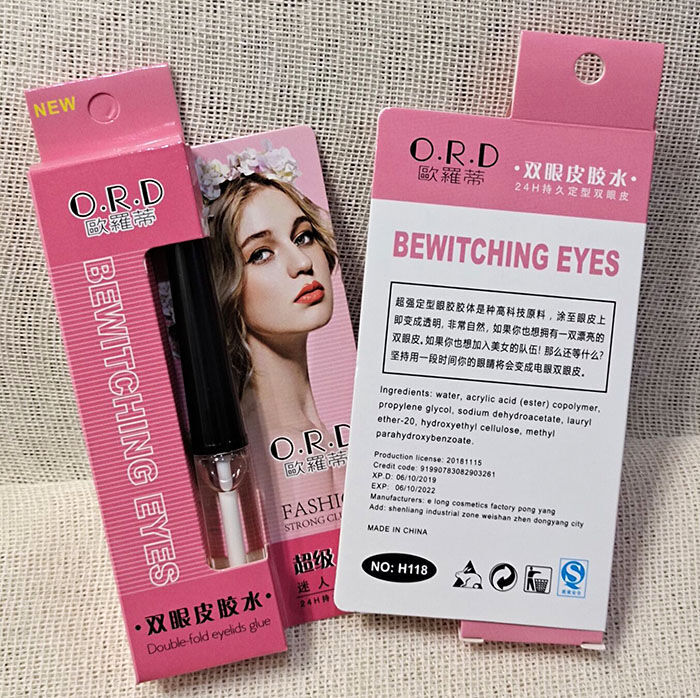 NEW
O.R.D
歐羅蒂
BEWITCHING EYES
·双眼皮胶水·
Double-fold eyelids glue
O.R.D
歐羅蒂
FASHIO
STRONG CL
超级
迷人
24H持
O.R.D
歐羅蒂
·双眼皮胶水·
24H持久定型双眼皮
BEWITCHING EYES
超强定型眼胶胶体是种高科技原料，涂至眼皮上
即变成透明，非常自然，如果你也想拥有一双漂亮的
双眼皮。如果你也想加入美女的队伍！那么还等什么？
坚持用一段时间你的眼睛将会变成电眼双眼皮。
Ingredients: water, acrylic acid (ester) copolymer,
propylene glycol, sodium dehydroacetate, lauryl
ether-20, hydroxyethyl cellulose, methyl
parahydroxybenzoate.
Production license: 20181115
Credit code: 91990783082903261
XP.D: 06/10/2019
EXP: 06/10/2022
Manufacturers: e long cosmetics factory pong yang
Add: shenliang industrial zone weishan zhen dongyang city
MADE IN CHINA
NO: H118